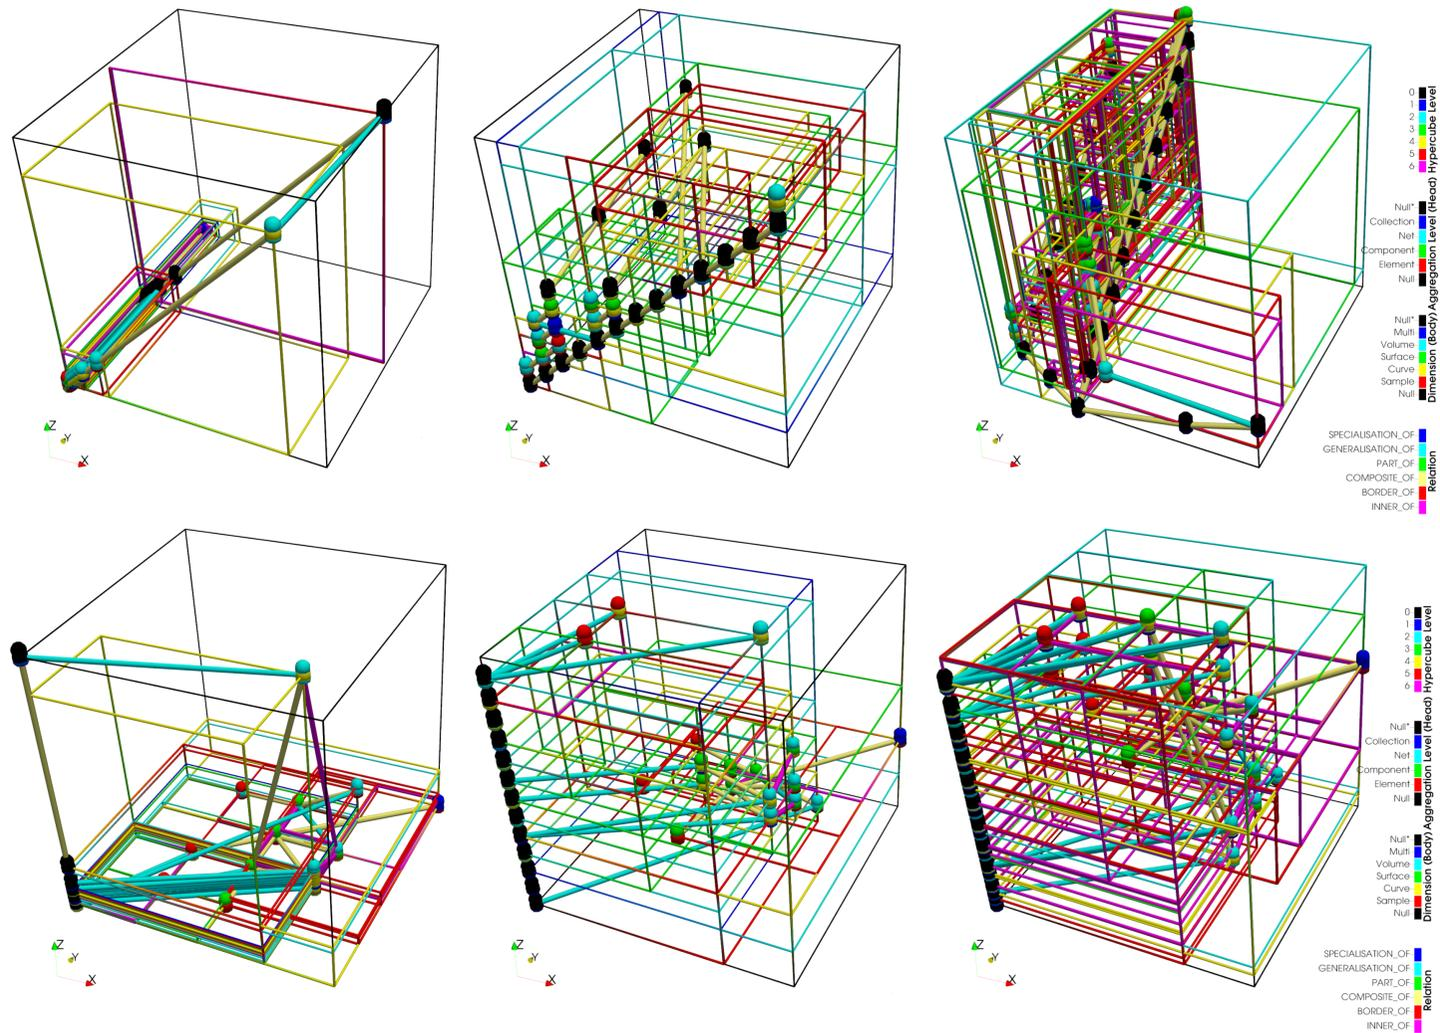 0
1
2
3
4
5
6
Hypercube Level
Null*
Collection
Net
Component
Element
Null
Aggregation Level (Head)
Null*
Multi
Volume
Surface
Curve
Sample
Null
Dimension (Body)
Z
Y
X
Z
Y
X
Z
Y
X
SPECIALISATION_OF
GENERALISATION_OF
PART_OF
COMPOSITE_OF
BORDER_OF
INNER_OF
Relation
0
1
2
3
4
5
6
Hypercube Level
Null*
Collection
Net
Component
Element
Null
Aggregation Level (Head)
Null*
Multi
Volume
Surface
Curve
Sample
Null
Dimension (Body)
Z
Y
X
Z
Y
X
Z
Y
X
SPECIALISATION_OF
GENERALISATION_OF
PART_OF
COMPOSITE_OF
BORDER_OF
INNER_OF
Relation